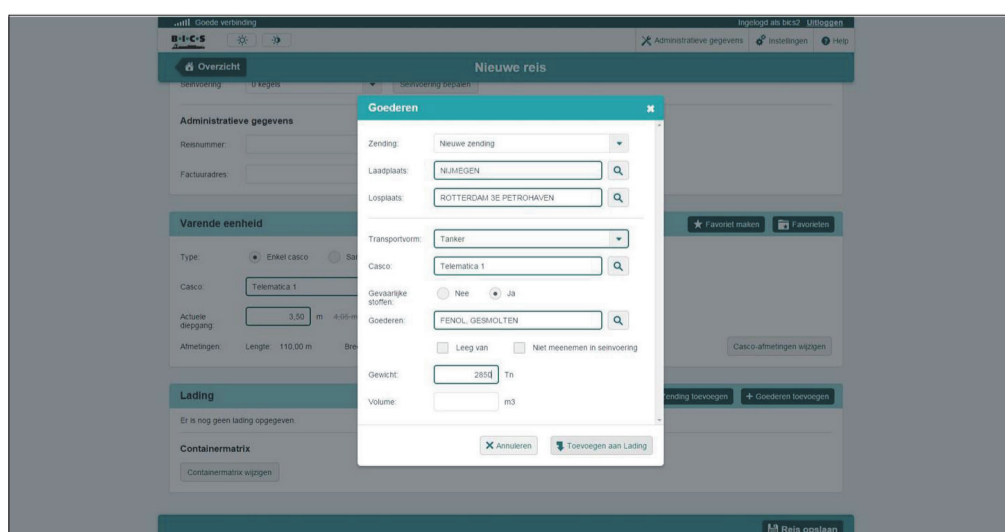 Goede verbinding Ingelogd als bics2 Uitloggen
B·I·C·S Administratieve gegevens Instellingen Help
Overzicht Nieuwe reis
Seinvoering 0 kegels Seinvoering bepalen
Administratieve gegevens
Reisnummer:
Factuuradres:
Varende eenheid Favoriet maken Favorieten
Type: Enkel casco
Casco: Telematica 1
Actuele diepgang: 3,50 m
Afmetingen: Lengte: 110.00 m Casco-afmetingen wijzigen
Lading toevoegen + Goederen toevoegen
Er is nog geen lading opgegeven
Containermatrix
Containermatrix wijzigen
Reis opslaan
Goederen
Zending: Nieuwe zending
Laadplaats: NIJMEGEN
Losplaats: ROTTERDAM 3E PETROHAVEN
Transportvorm: Tanker
Casco: Telematica 1
Gevaarlijke stoffen: Nee Ja
Goederen: FENOL, GESMOLTEN
Leeg van Niet meenemen in seinvoering
Gewicht: 2850 Tn
Volume: m3
Annuleren Toevoegen aan Lading